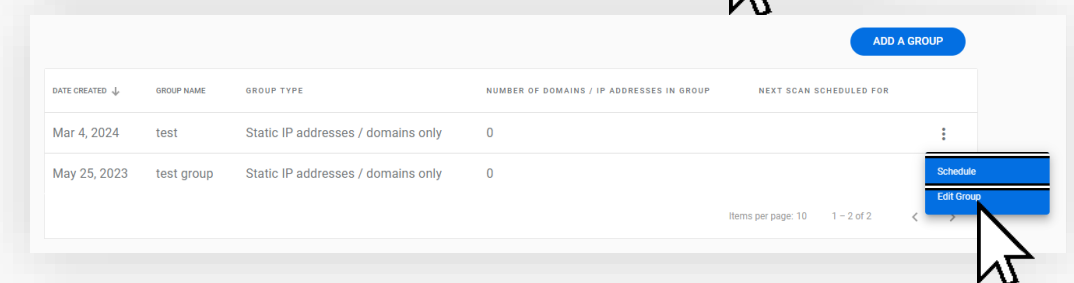 ADD A GROUP
DATE CREATED GROUP NAME GROUP TYPE NUMBER OF DOMAINS / IP ADDRESSES IN GROUP NEXT SCAN SCHEDULED FOR
Mar 4, 2024 test Static IP addresses / domains only 0
May 25, 2023 test group Static IP addresses / domains only 0
Schedule
Edit Group
Items per page: 10 1 – 2 of 2